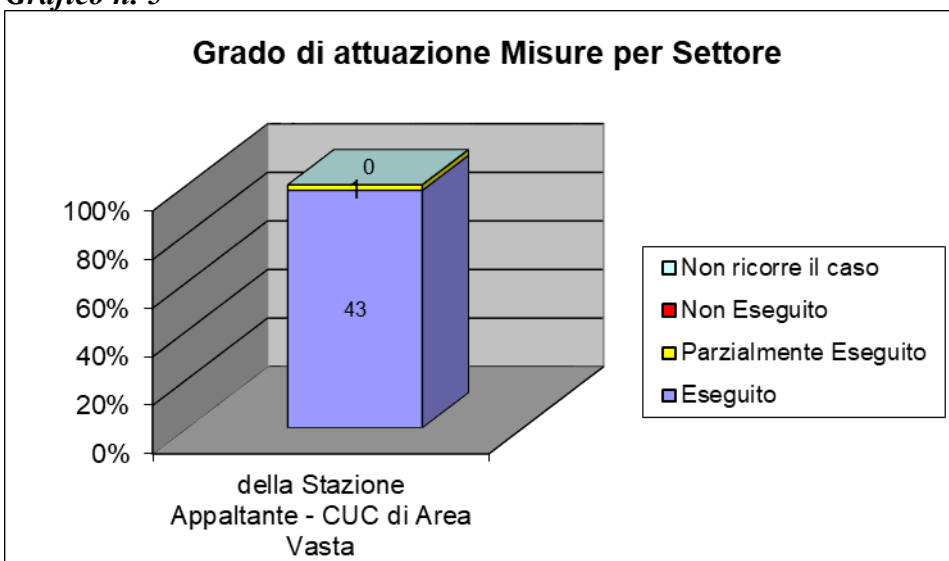 Grafico n. 5
Grado di attuazione Misure per Settore
0
1
43
100%
80%
60%
40%
20%
0%
della Stazione
Appaltante - CUC di Area
Vasta
Non ricorre il caso
Non Eseguito
Parzialmente Eseguito
Eseguito